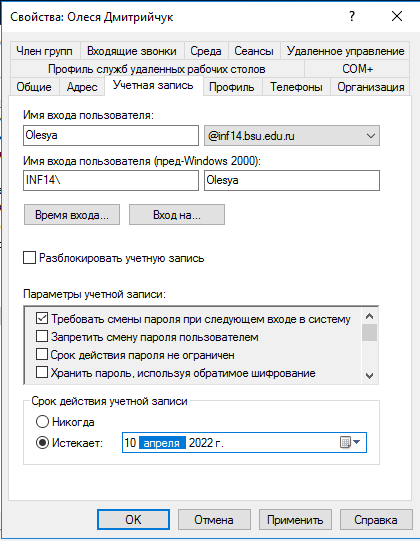 Свойства: Олеся Дмитрийчук
Член групп Входящие звонки Среда Сеансы Удаленное управление
Профиль служб удаленных рабочих столов COM+
Общие Адрес Учетная запись Профиль Телефоны Организация
Имя входа пользователя:
Olesya @inf14.bsu.edu.ru
Имя входа пользователя (пред-Windows 2000):
INF14\ Olesya
Время входа... Вход на...
Разблокировать учетную запись
Параметры учетной записи:
Требовать смены пароля при следующем входе в систему
Запретить смену пароля пользователем
Срок действия пароля не ограничен
Хранить пароль, используя обратимое шифрование
Срок действия учетной записи
Никогда
Истекает: 10 апреля 2022 г.
OK Отмена Применить Справка